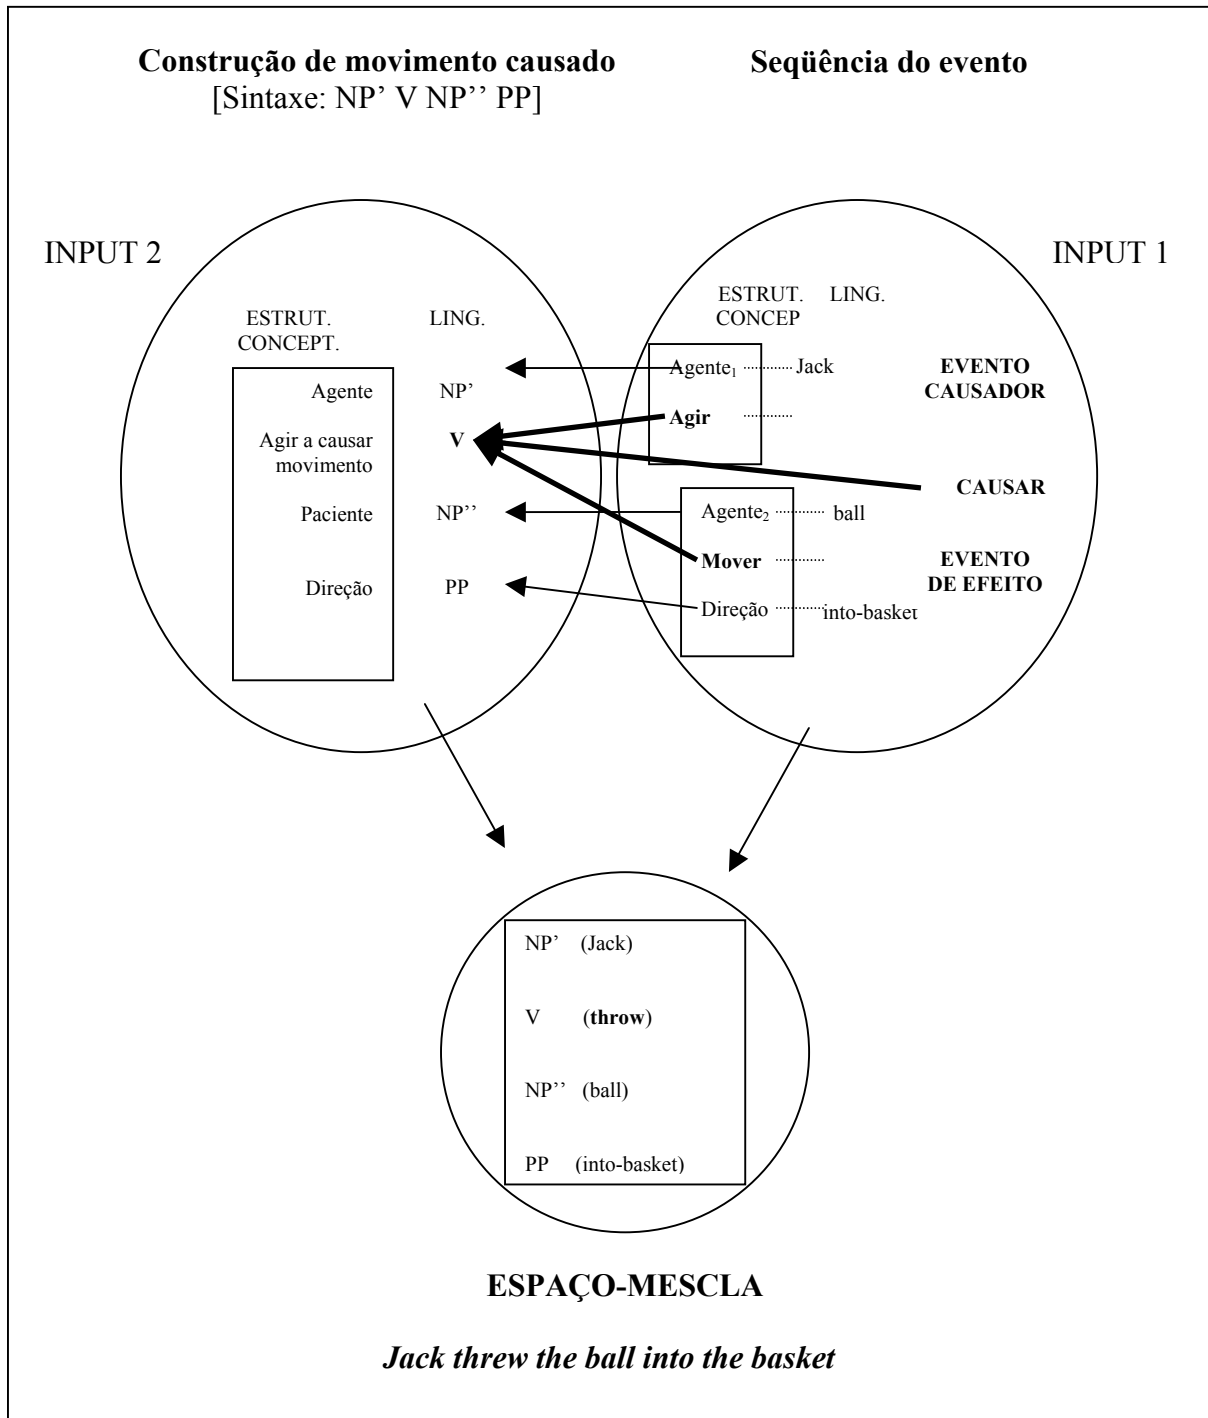 Construção de movimento causado
[Sintaxe: NP’ V NP’’ PP]
Seqüência do evento
INPUT 2
INPUT 1
ESTRUT.
CONCEPT.
LING.
Agente
NP’
Agir a causar
movimento
V
Paciente
NP’’
Direção
PP
ESTRUT.
CONCEP
LING.
Agente1 ............ Jack
EVENTO
CAUSADOR
Agir ............
CAUSAR
Agente2 ............ ball
Mover ............
EVENTO
DE EFEITO
Direção ............ into-basket
NP’ (Jack)
V (throw)
NP’’ (ball)
PP (into-basket)
ESPAÇO-MESCLA
Jack threw the ball into the basket